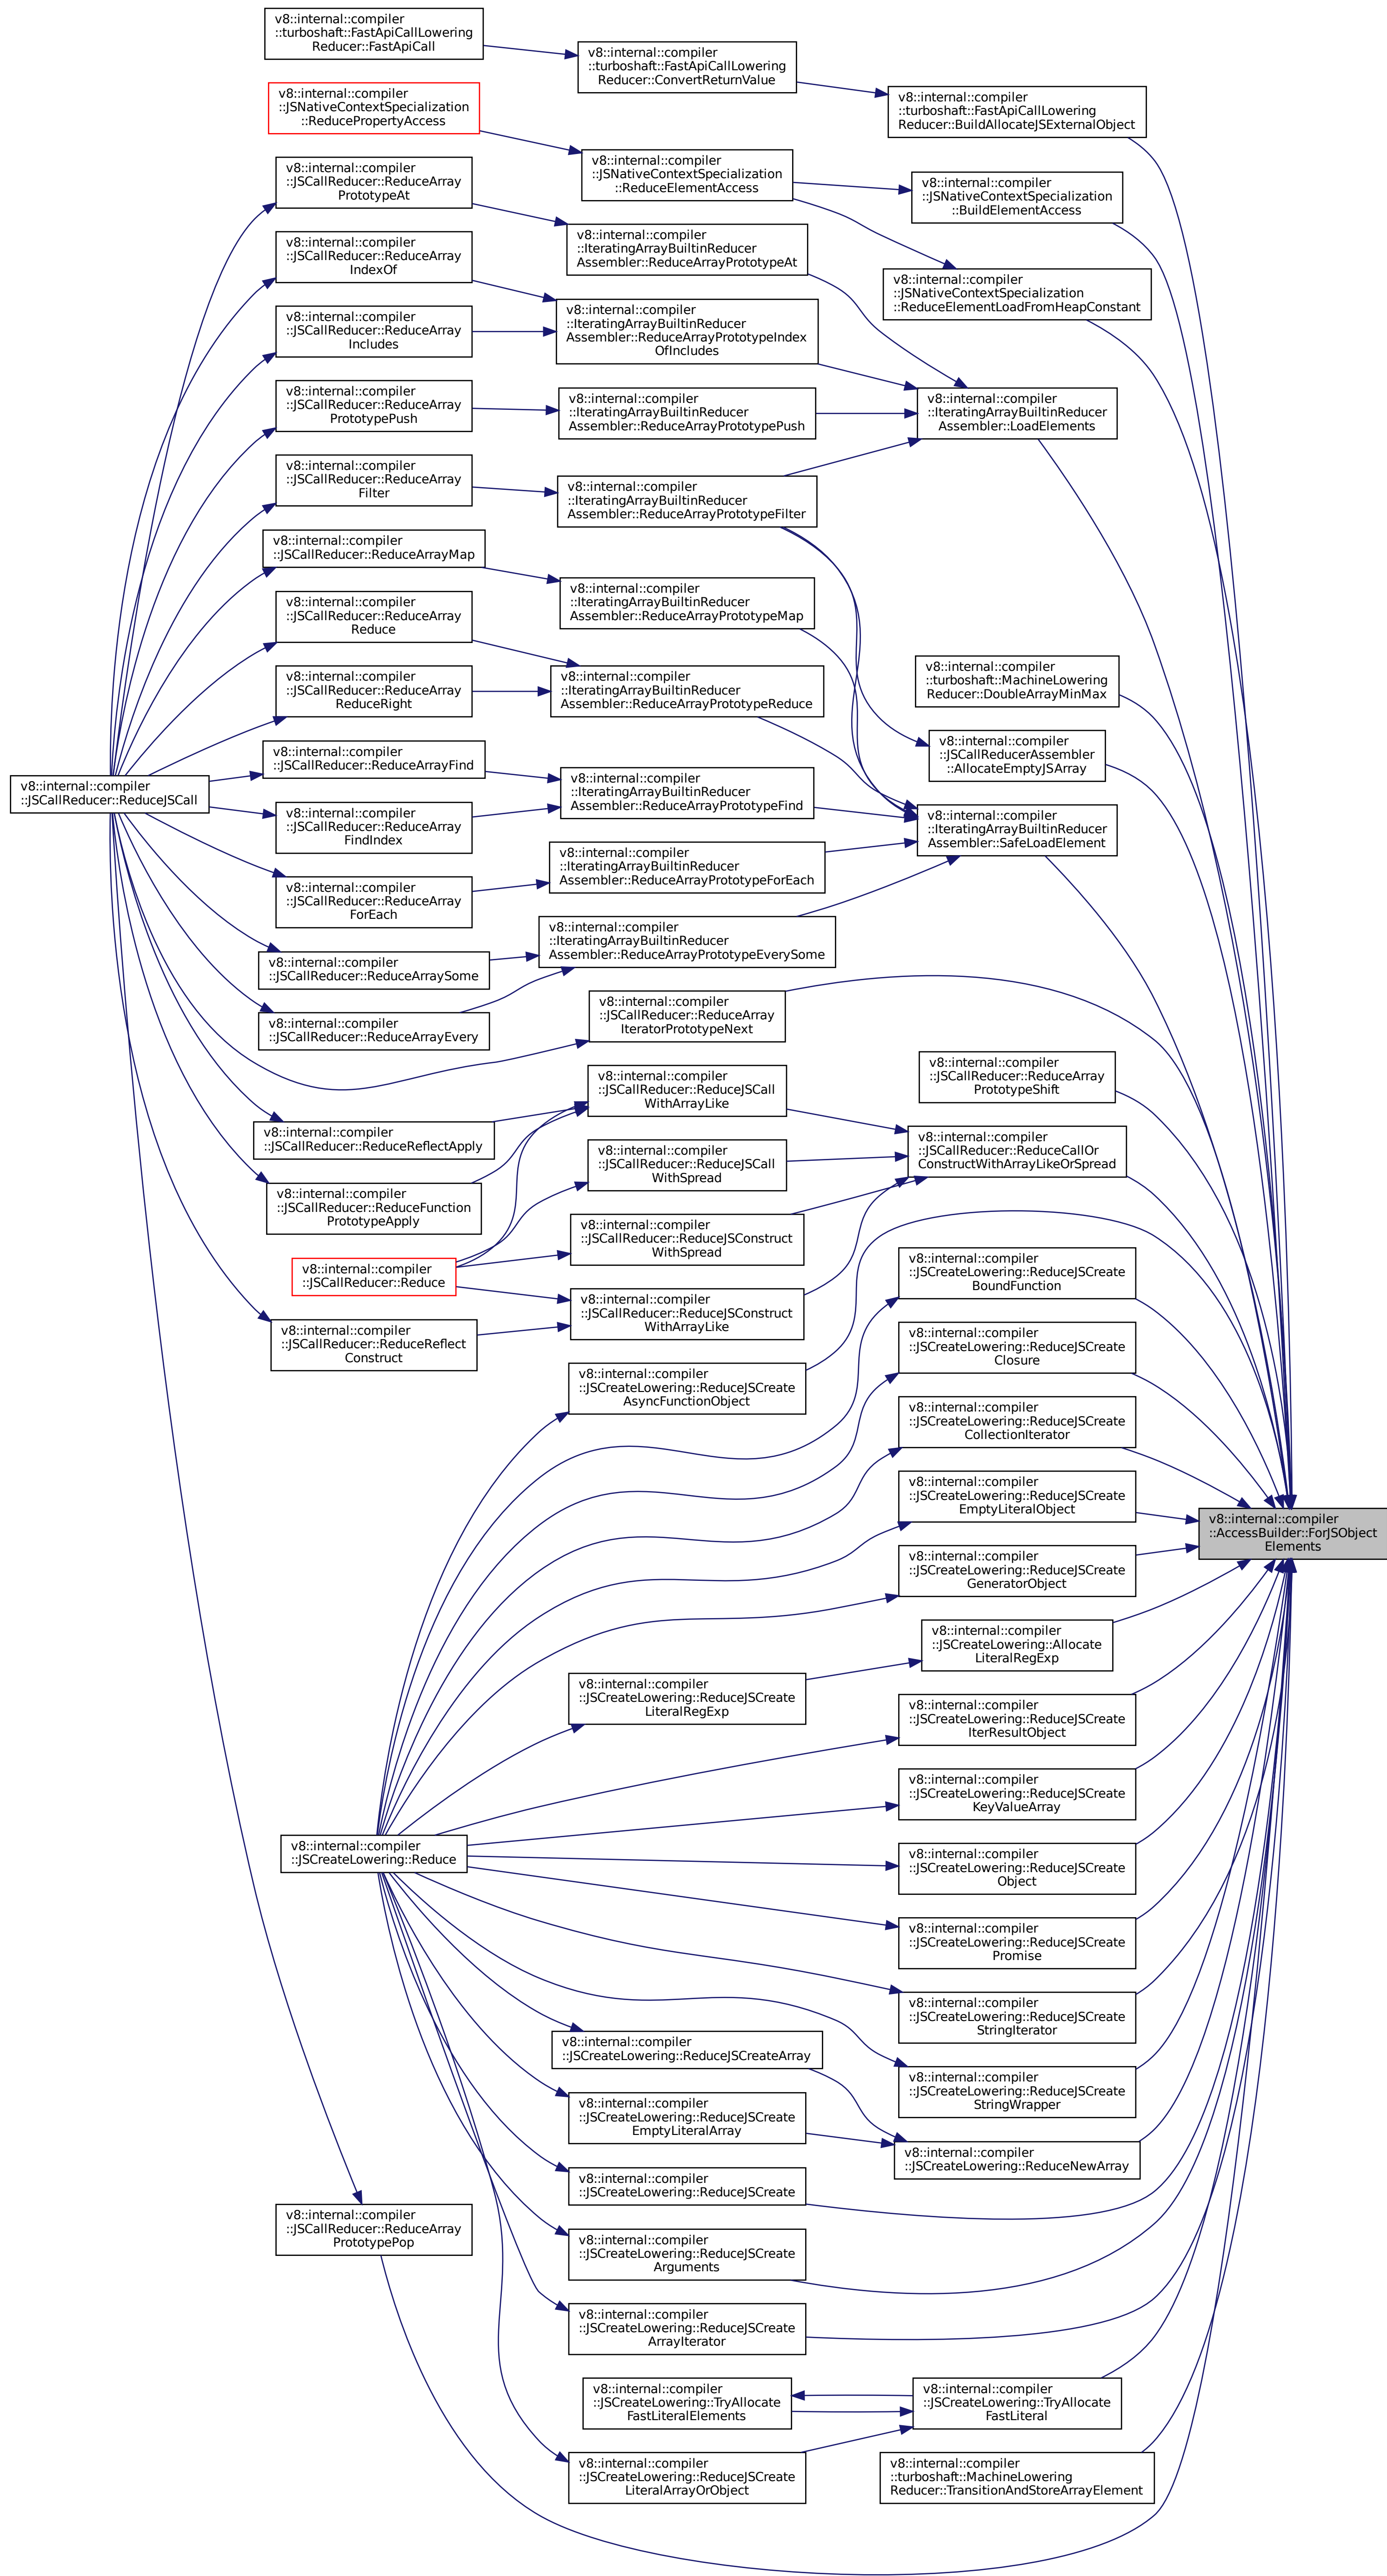 v8::internal::compiler
::turboshaft::FastApiCallLowering
Reducer::FastApiCall
v8::internal::compiler
::turboshaft::FastApiCallLowering
Reducer::ConvertReturnValue
v8::internal::compiler
::turboshaft::FastApiCallLowering
Reducer::BuildAllocateJSExternalObject
v8::internal::compiler
::JSNativeContextSpecialization
::ReducePropertyAccess
v8::internal::compiler
::JSNativeContextSpecialization
::ReduceElementAccess
v8::internal::compiler
::JSNativeContextSpecialization
::BuildElementAccess
v8::internal::compiler
::JSCallReducer::ReduceArray
PrototypeAt
v8::internal::compiler
::IteratingArrayBuiltinReducer
Assembler::ReduceArrayPrototypeAt
v8::internal::compiler
::JSNativeContextSpecialization
::ReduceElementLoadFromHeapConstant
v8::internal::compiler
::JSCallReducer::ReduceArray
IndexOf
v8::internal::compiler
::JSCallReducer::ReduceArray
Includes
v8::internal::compiler
::IteratingArrayBuiltinReducer
Assembler::ReduceArrayPrototypeIndex
OfIncludes
v8::internal::compiler
::JSCallReducer::ReduceArray
PrototypePush
v8::internal::compiler
::IteratingArrayBuiltinReducer
Assembler::ReduceArrayPrototypePush
v8::internal::compiler
::IteratingArrayBuiltinReducer
Assembler::LoadElements
v8::internal::compiler
::JSCallReducer::ReduceArray
Filter
v8::internal::compiler
::IteratingArrayBuiltinReducer
Assembler::ReduceArrayPrototypeFilter
v8::internal::compiler
::JSCallReducer::ReduceArrayMap
v8::internal::compiler
::IteratingArrayBuiltinReducer
Assembler::ReduceArrayPrototypeMap
v8::internal::compiler
::JSCallReducer::ReduceArray
Reduce
v8::internal::compiler
::JSCallReducer::ReduceArray
ReduceRight
v8::internal::compiler
::IteratingArrayBuiltinReducer
Assembler::ReduceArrayPrototypeReduce
v8::internal::compiler
::turboshaft::MachineLowering
Reducer::DoubleArrayMinMax
v8::internal::compiler
::JSCallReducerAssembler
::AllocateEmptyJSArray
v8::internal::compiler
::JSCallReducer::ReduceJSCall
v8::internal::compiler
::JSCallReducer::ReduceArrayFind
v8::internal::compiler
::IteratingArrayBuiltinReducer
Assembler::ReduceArrayPrototypeFind
v8::internal::compiler
::IteratingArrayBuiltinReducer
Assembler::SafeLoadElement
v8::internal::compiler
::JSCallReducer::ReduceArray
FindIndex
v8::internal::compiler
::IteratingArrayBuiltinReducer
Assembler::ReduceArrayPrototypeForEach
v8::internal::compiler
::JSCallReducer::ReduceArray
ForEach
v8::internal::compiler
::IteratingArrayBuiltinReducer
Assembler::ReduceArrayPrototypeEverySome
v8::internal::compiler
::JSCallReducer::ReduceArraySome
v8::internal::compiler
::JSCallReducer::ReduceArrayEvery
v8::internal::compiler
::JSCallReducer::ReduceArray
IteratorPrototypeNext
v8::internal::compiler
::JSCallReducer::ReduceArray
PrototypeShift
v8::internal::compiler
::JSCallReducer::ReduceJSCall
WithArrayLike
v8::internal::compiler
::JSCallReducer::ReduceReflectApply
v8::internal::compiler
::JSCallReducer::ReduceCallOr
ConstructWithArrayLikeOrSpread
v8::internal::compiler
::JSCallReducer::ReduceJSCall
WithSpread
v8::internal::compiler
::JSCallReducer::ReduceFunction
PrototypeApply
v8::internal::compiler
::JSCallReducer::ReduceJSConstruct
WithSpread
v8::internal::compiler
::JSCallReducer::Reduce
v8::internal::compiler
::JSCreateLowering::ReduceJSCreate
BoundFunction
v8::internal::compiler
::JSCallReducer::ReduceJSConstruct
WithArrayLike
v8::internal::compiler
::JSCallReducer::ReduceReflect
Construct
v8::internal::compiler
::JSCreateLowering::ReduceJSCreate
Closure
v8::internal::compiler
::JSCreateLowering::ReduceJSCreate
AsyncFunctionObject
v8::internal::compiler
::JSCreateLowering::ReduceJSCreate
CollectionIterator
v8::internal::compiler
::JSCreateLowering::ReduceJSCreate
EmptyLiteralObject
v8::internal::compiler
::AccessBuilder::ForJSObject
Elements
v8::internal::compiler
::JSCreateLowering::ReduceJSCreate
GeneratorObject
v8::internal::compiler
::JSCreateLowering::Allocate
LiteralRegExp
v8::internal::compiler
::JSCreateLowering::ReduceJSCreate
LiteralRegExp
v8::internal::compiler
::JSCreateLowering::ReduceJSCreate
IterResultObject
v8::internal::compiler
::JSCreateLowering::ReduceJSCreate
KeyValueArray
v8::internal::compiler
::JSCreateLowering::Reduce
v8::internal::compiler
::JSCreateLowering::ReduceJSCreate
Object
v8::internal::compiler
::JSCreateLowering::ReduceJSCreate
Promise
v8::internal::compiler
::JSCreateLowering::ReduceJSCreate
StringIterator
v8::internal::compiler
::JSCreateLowering::ReduceJSCreateArray
v8::internal::compiler
::JSCreateLowering::ReduceJSCreate
StringWrapper
v8::internal::compiler
::JSCreateLowering::ReduceJSCreate
EmptyLiteralArray
v8::internal::compiler
::JSCreateLowering::ReduceNewArray
v8::internal::compiler
::JSCreateLowering::ReduceJSCreate
v8::internal::compiler
::JSCallReducer::ReduceArray
PrototypePop
v8::internal::compiler
::JSCreateLowering::ReduceJSCreate
Arguments
v8::internal::compiler
::JSCreateLowering::ReduceJSCreate
ArrayIterator
v8::internal::compiler
::JSCreateLowering::TryAllocate
FastLiteralElements
v8::internal::compiler
::JSCreateLowering::TryAllocate
FastLiteral
v8::internal::compiler
::JSCreateLowering::ReduceJSCreate
LiteralArrayOrObject
v8::internal::compiler
::turboshaft::MachineLowering
Reducer::TransitionAndStoreArrayElement